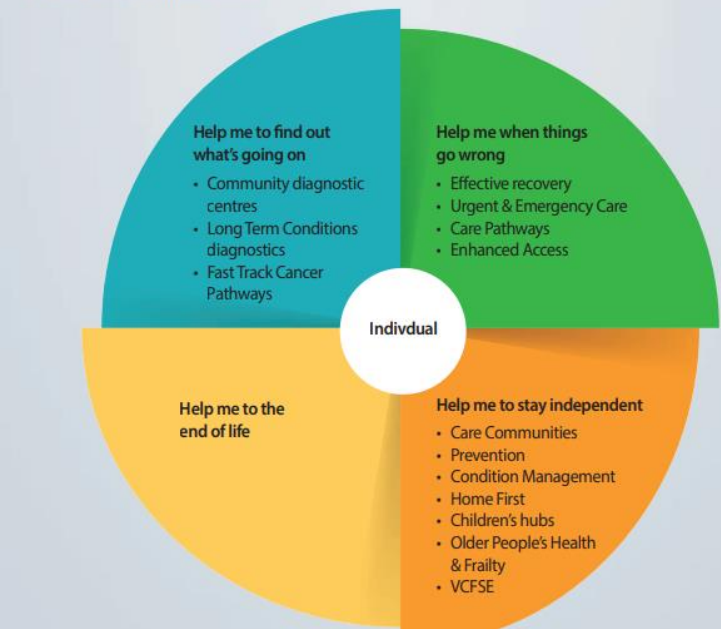 Help me to find out
what's going on
• Community diagnostic
centres
• Long Term Conditions
diagnostics
• Fast Track Cancer
Pathways
Help me when things
go wrong
• Effective recovery
• Urgent & Emergency Care
• Care Pathways
• Enhanced Access
Indivdual
Help me to the
end of life
Help me to stay independent
• Care Communities
• Prevention
• Condition Management
• Home First
• Children's hubs
• Older People's Health
& Frailty
• VCFSE